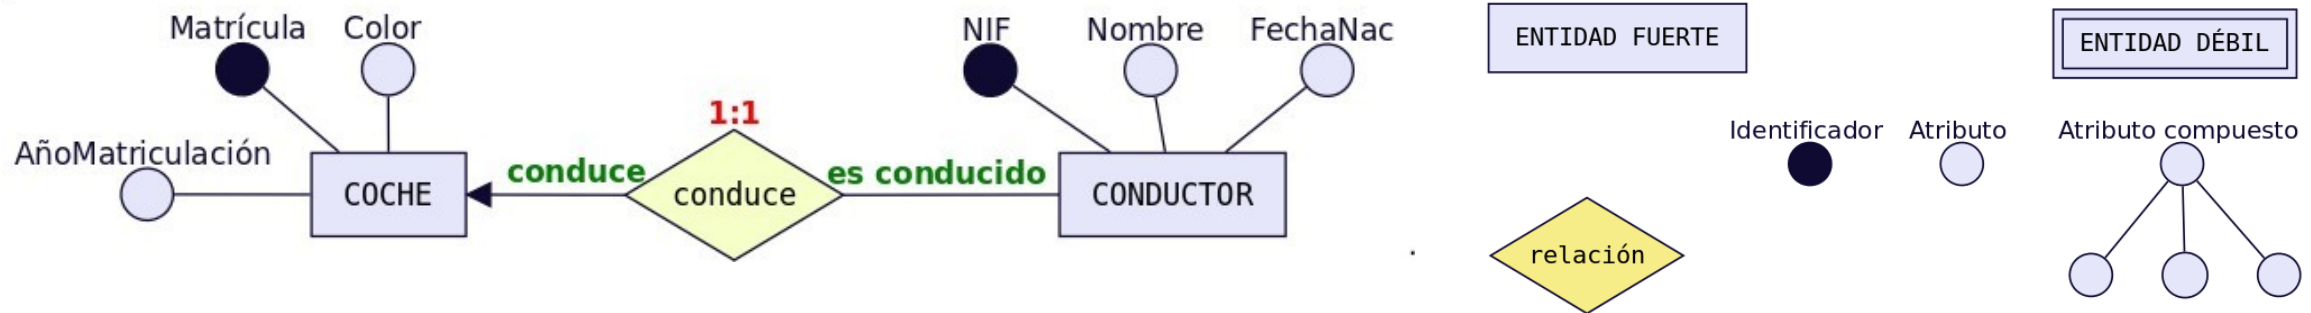 Matrícula Color
AñoMatriculación
COCHE
conduce
1:1
conduce
es conducido
NIF Nombre FechaNac
CONDUCTOR
ENTIDAD FUERTE
ENTIDAD DÉBIL
Identificador Atributo Atributo compuesto
relación